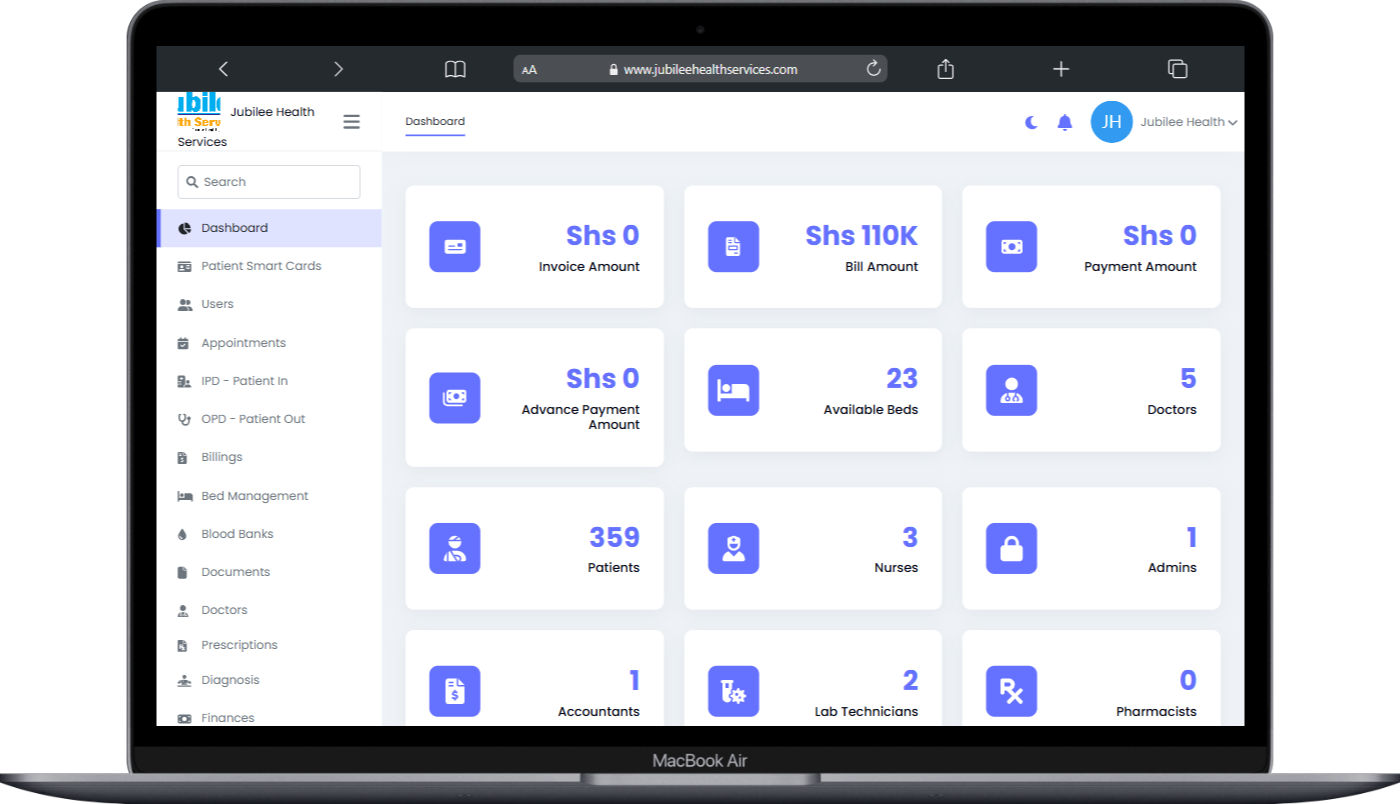 AA
www.jubileehealthservices.com
Jubilee Health
Services
Dashboard
JH
Jubilee Health
Search
Dashboard
Patient Smart Cards
Users
Appointments
IPD - Patient In
OPD - Patient Out
Billings
Bed Management
Blood Banks
Documents
Doctors
Prescriptions
Diagnosis
Finances
Shs 0
Invoice Amount
Shs 110K
Bill Amount
Shs 0
Payment Amount
Shs 0
Advance Payment
Amount
23
Available Beds
5
Doctors
359
Patients
3
Nurses
1
Admins
1
Accountants
2
Lab Technicians
0
Pharmacists
MacBook Air